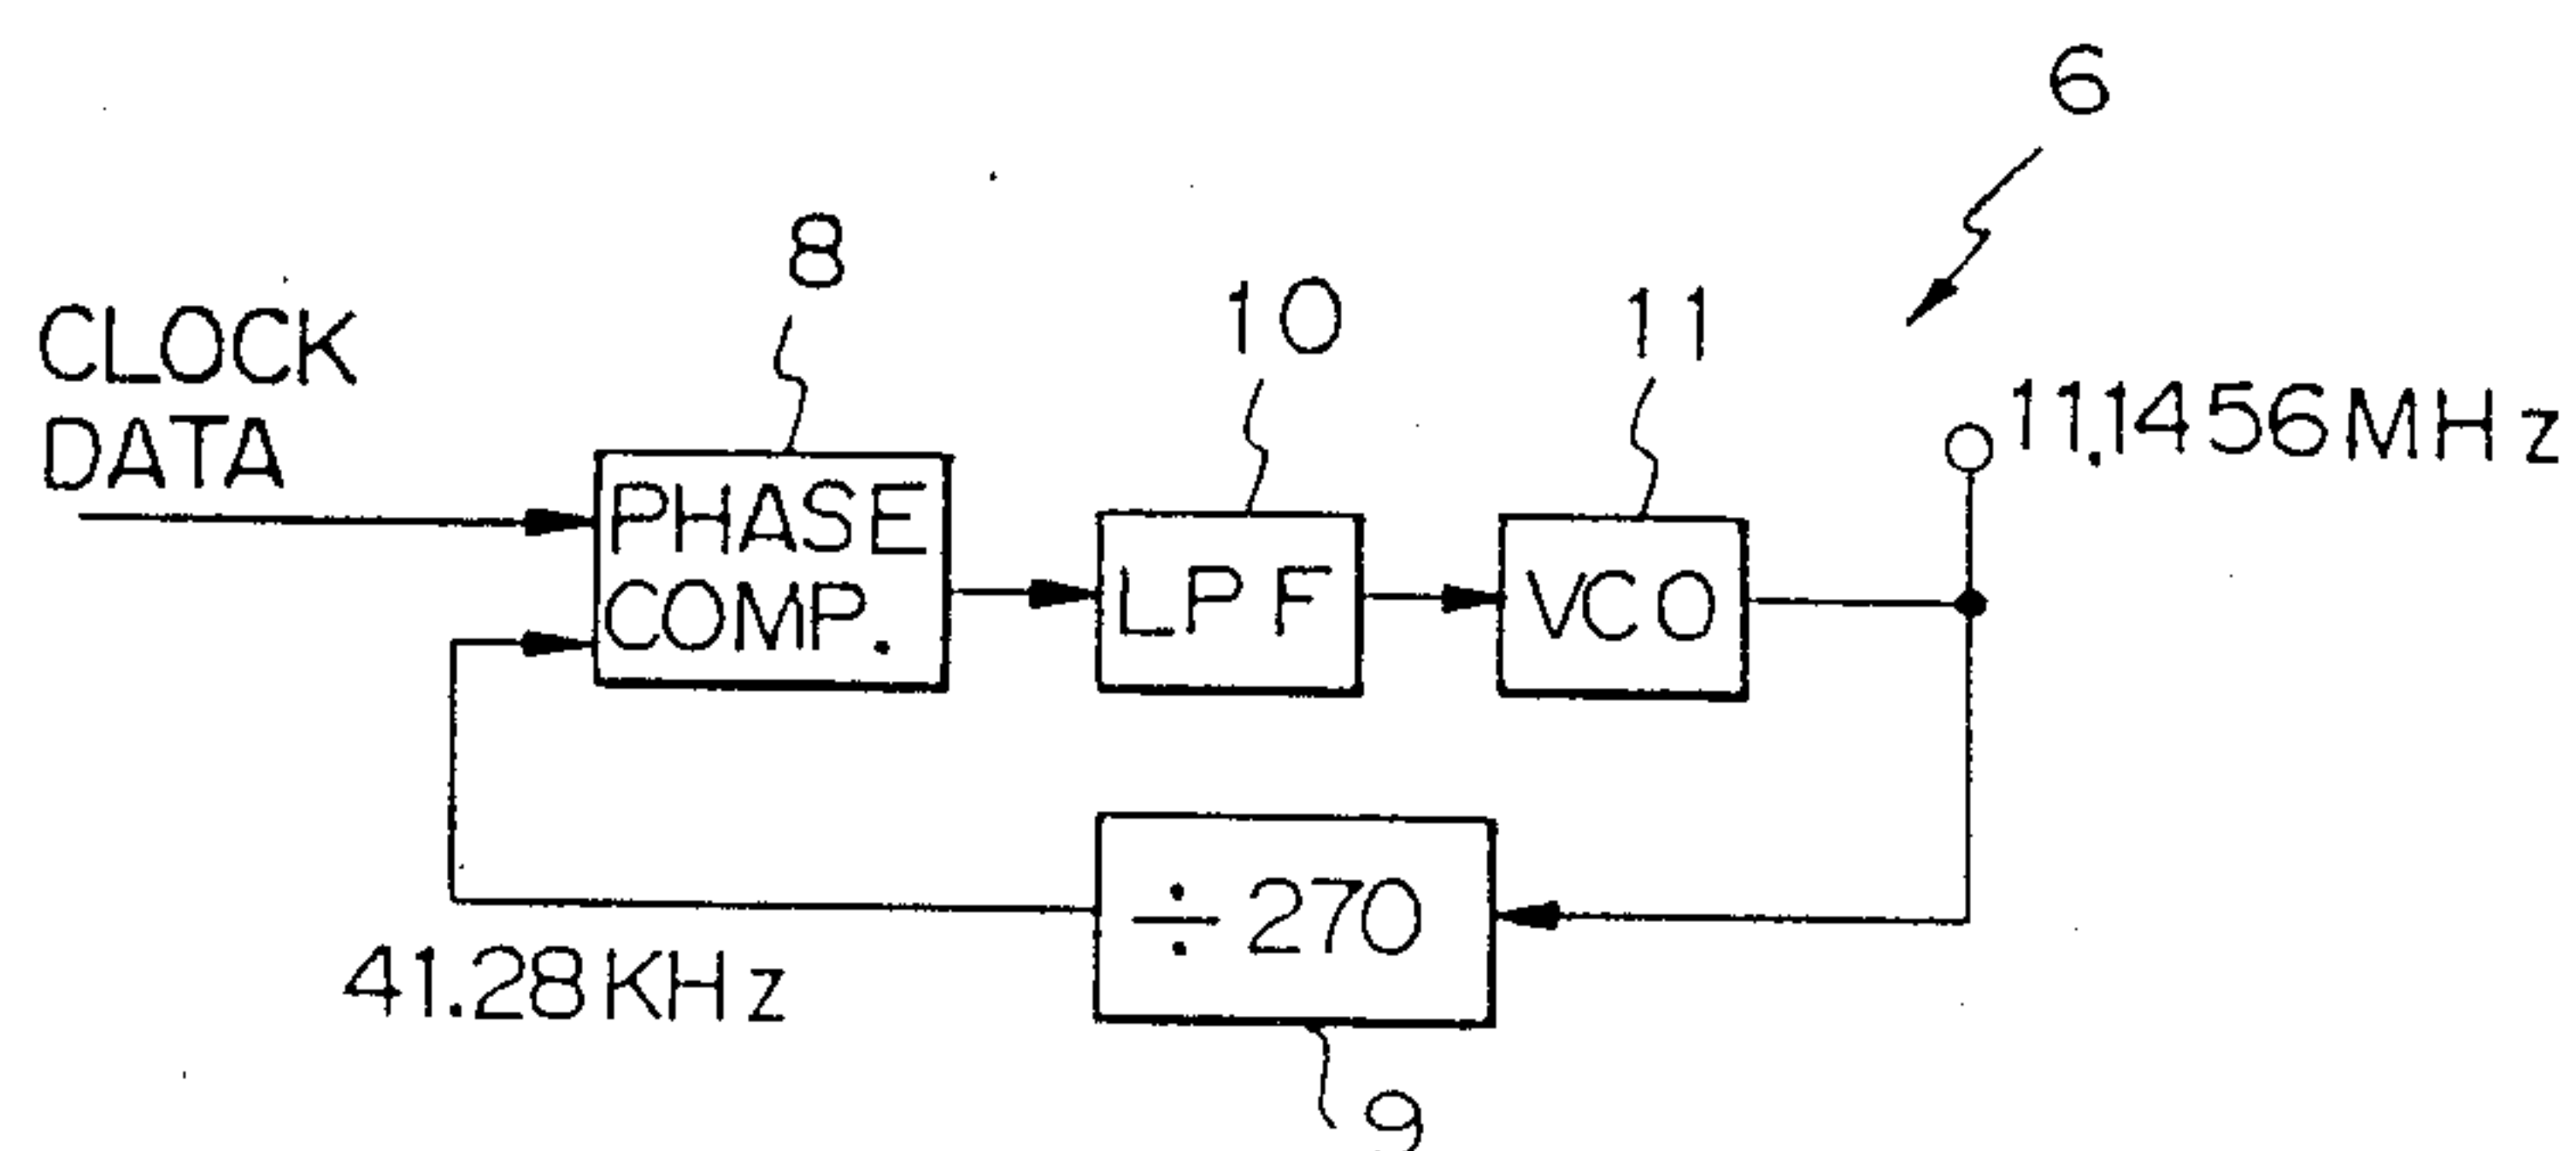 6
8
10
11
CLOCK
DATA
11.1456MHz
PHASE
COMP.
LPF
VCO
÷270
41.28KHz
9